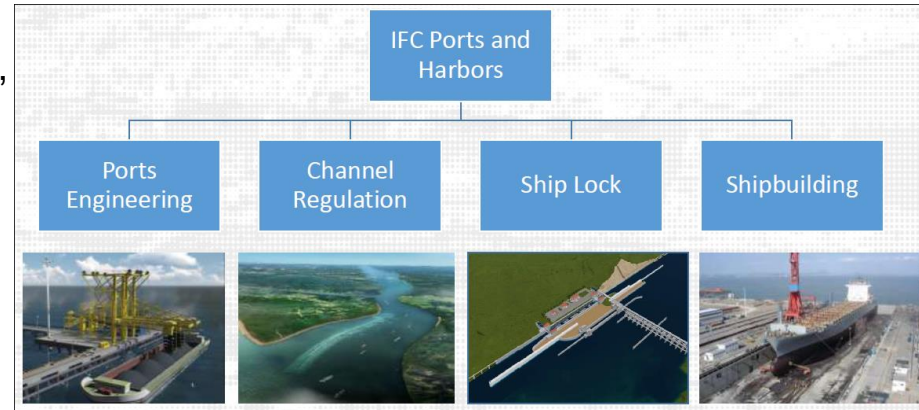 ,
IFC Ports and
Harbors
Ports
Engineering
Channel
Regulation
Ship Lock
Shipbuilding